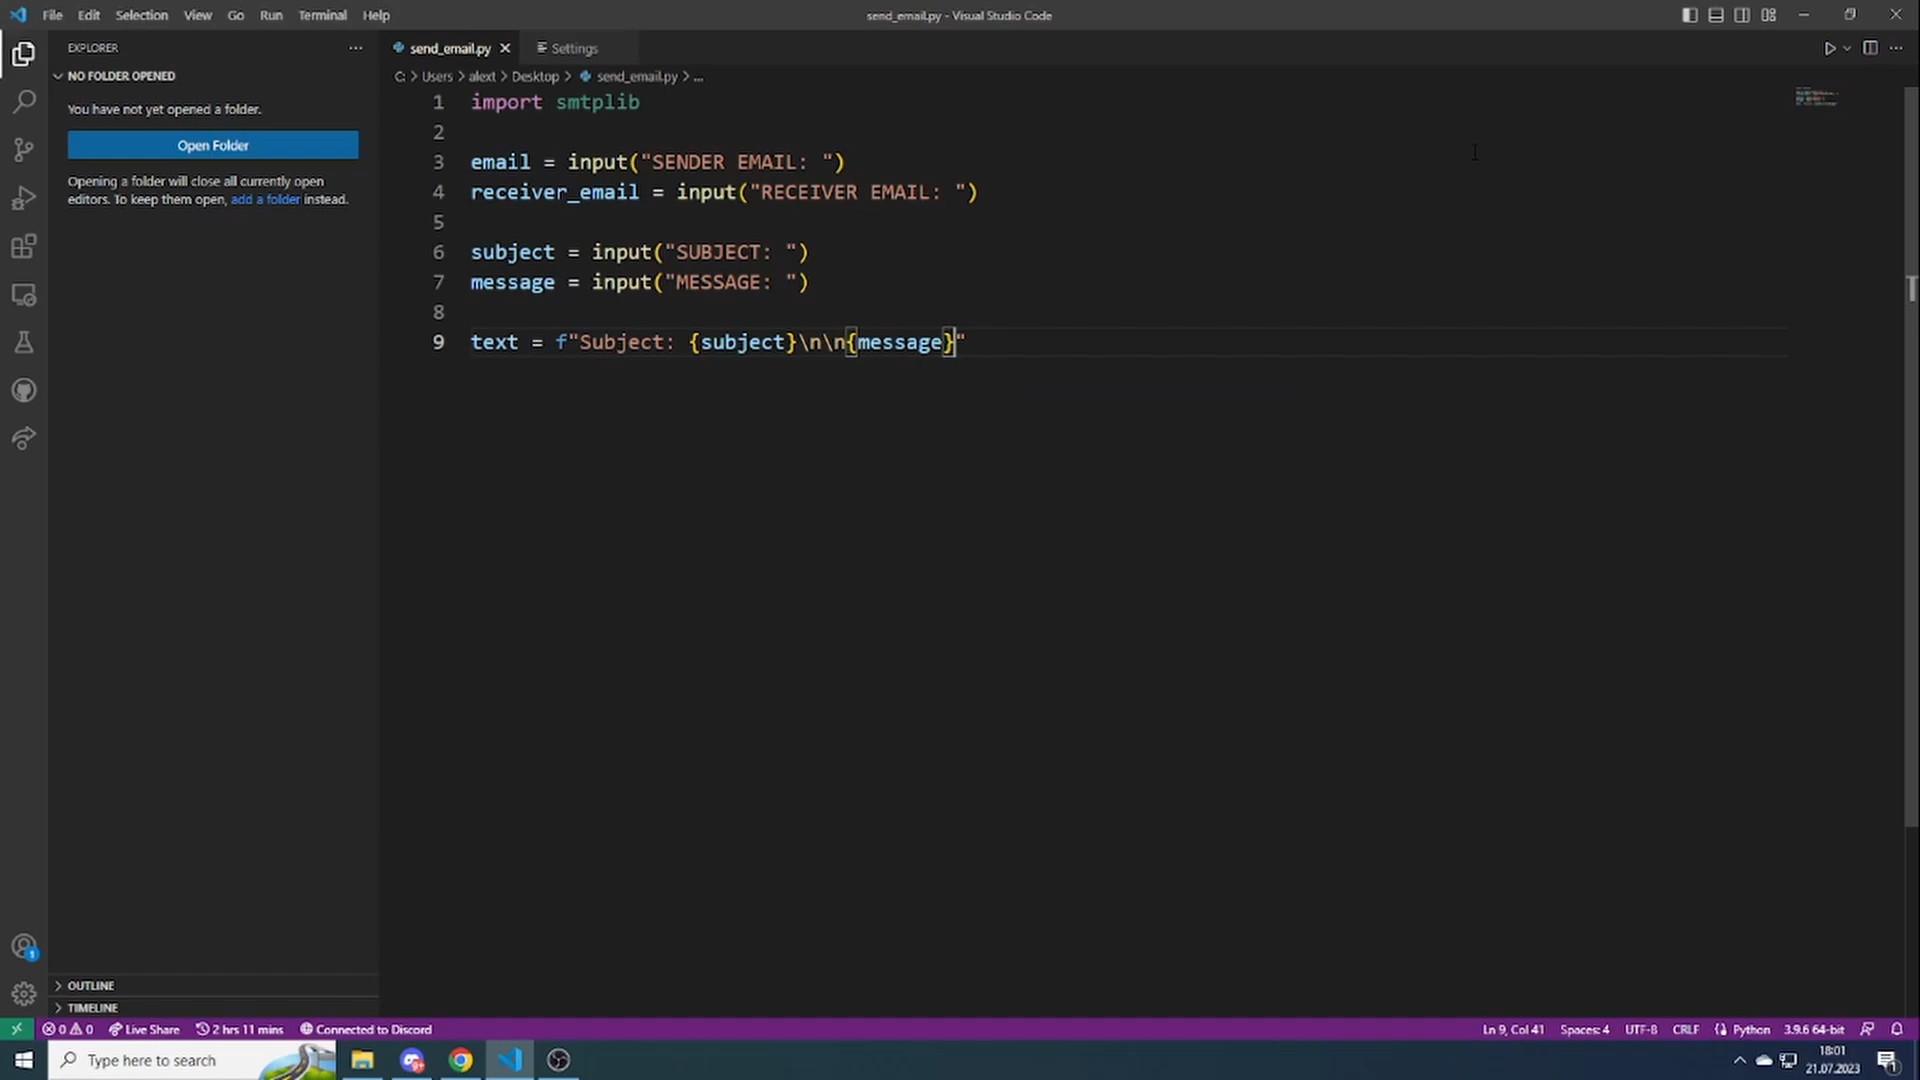 File Edit Selection View Go Run Terminal Help
send_email.py - Visual Studio Code
EXPLORER
NO FOLDER OPENED
You have not yet opened a folder.
Open Folder
Opening a folder will close all currently open
editors. To keep them open, add a folder instead.
OUTLINE
TIMELINE
send_email.py
Settings
C: > Users > alext > Desktop > send_email.py > ...
1 import smtplib
2
3 email = input("SENDER EMAIL: ")
4 receiver_email = input("RECEIVER EMAIL: ")
5
6 subject = input("SUBJECT: ")
7 message = input("MESSAGE: ")
8
9 text = f"Subject: {subject}\n\n{message}"
1
0 0 Live Share 2 hrs 11 mins Connected to Discord
Ln 9, Col 41 Spaces: 4 UTF-8 CRLF Python 3.9.6 64-bit
Type here to search
18:01
21.07.2023
1